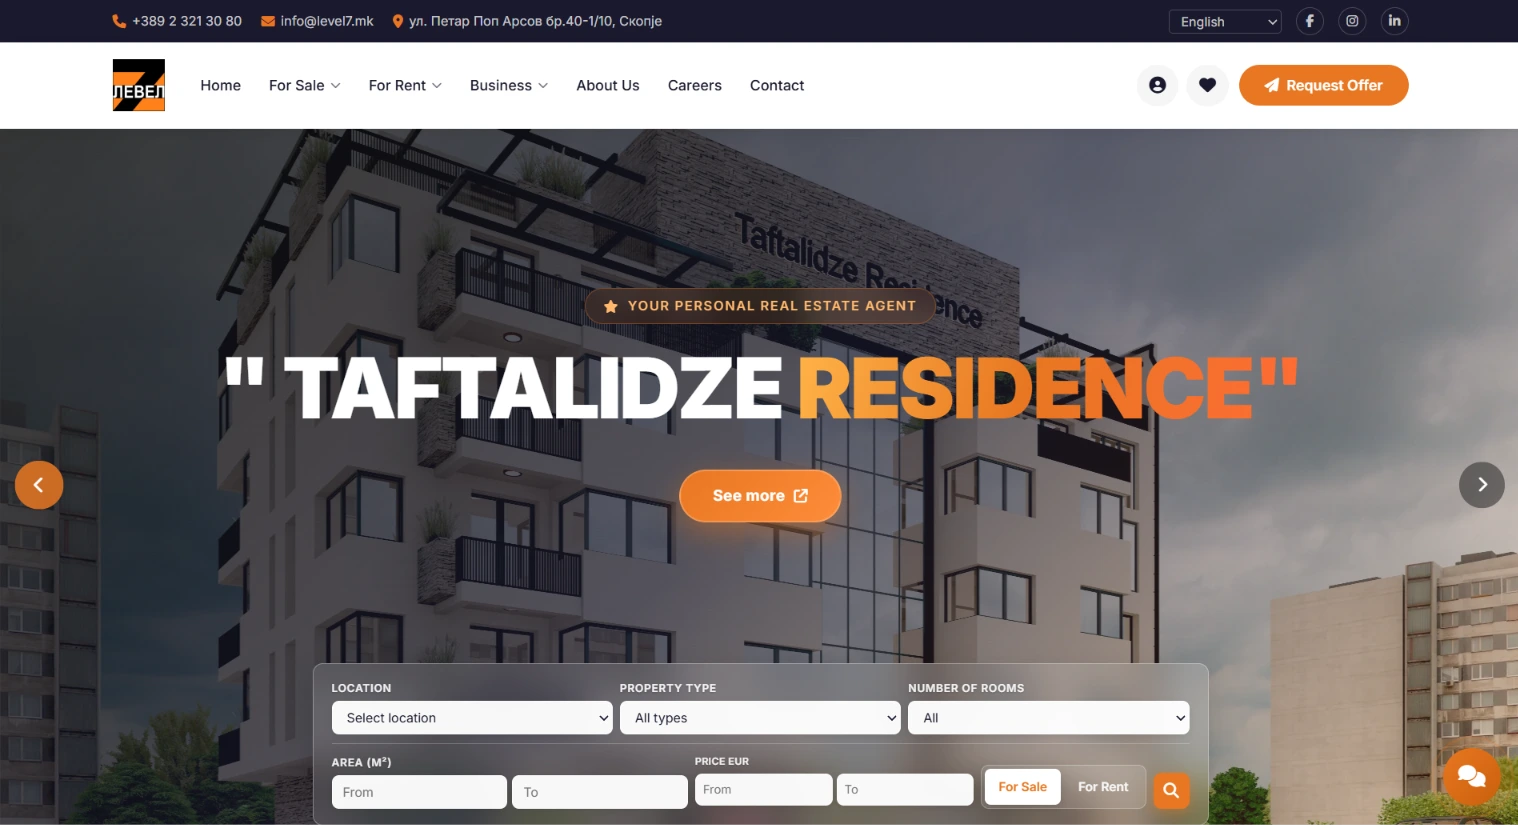 +389 2 321 30 80 info@level7.mk ул. Петар Поп Арсов бр.40-1/10, Скопје English
ЛЕВЕЛ Home For Sale For Rent Business About Us Careers Contact Request Offer
Taftalidze Residence
YOUR PERSONAL REAL ESTATE AGENT
" TAFTALIDZE RESIDENCE"
See more
LOCATION PROPERTY TYPE NUMBER OF ROOMS
Select location All types All
AREA (M²) PRICE EUR
From To From To For Sale For Rent